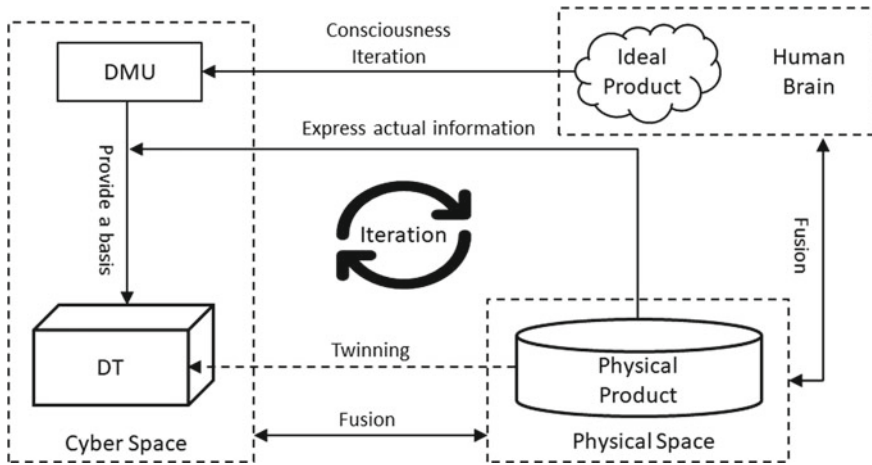 Consciousness
Iteration
DMU
Ideal
Product
Human
Brain
Express actual information
Provide a basis
Iteration
Fusion
DT
Twinning
Physical
Product
Fusion
Cyber Space
Physical Space